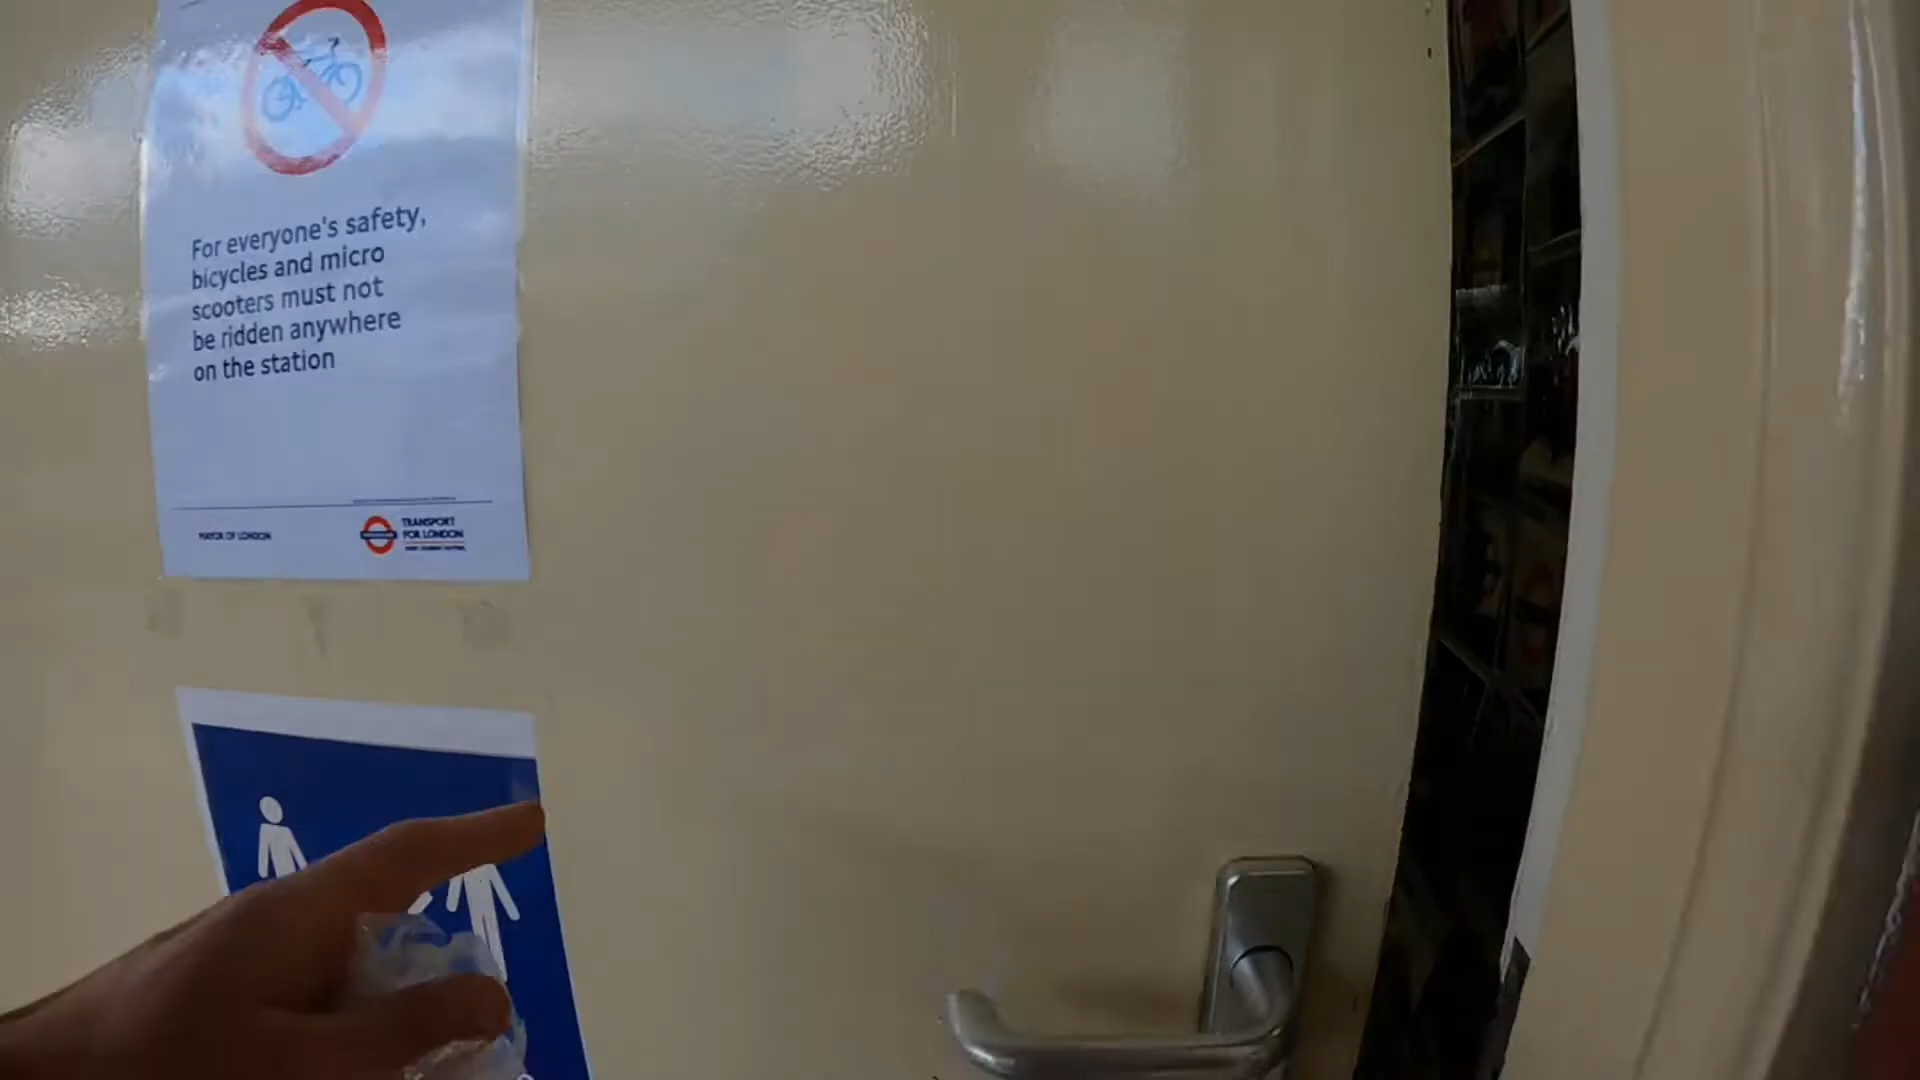 For everyone's safety,
bicycles and micro
scooters must not
be ridden anywhere
on the station
MAYOR OF LONDON
TRANSPORT
FOR LONDON